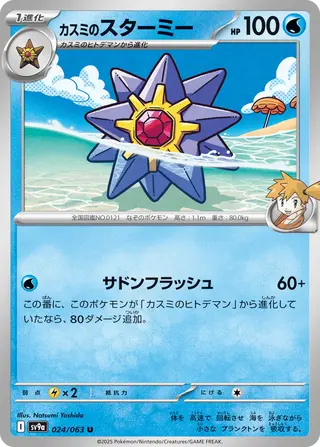 1進化
カスミのスターミー
HP100
カスミのヒトデマンから進化
全国図鑑NO.0121 なぞのポケモン 高さ：1.1m 重さ：80.0kg
サドンフラッシュ 60+
この番に、このポケモンが「カスミのヒトデマン」から進化していたなら、80ダメージ追加。
弱点 ×2 抵抗力 にげる
Illus. Natsumi Yoshida
I sv9a 024/063 U
体を 高速で 回転させ 海を 泳ぎながら
小さな プランクトンを 吸収する。
©2025 Pokémon/Nintendo/Creatures/GAME FREAK.